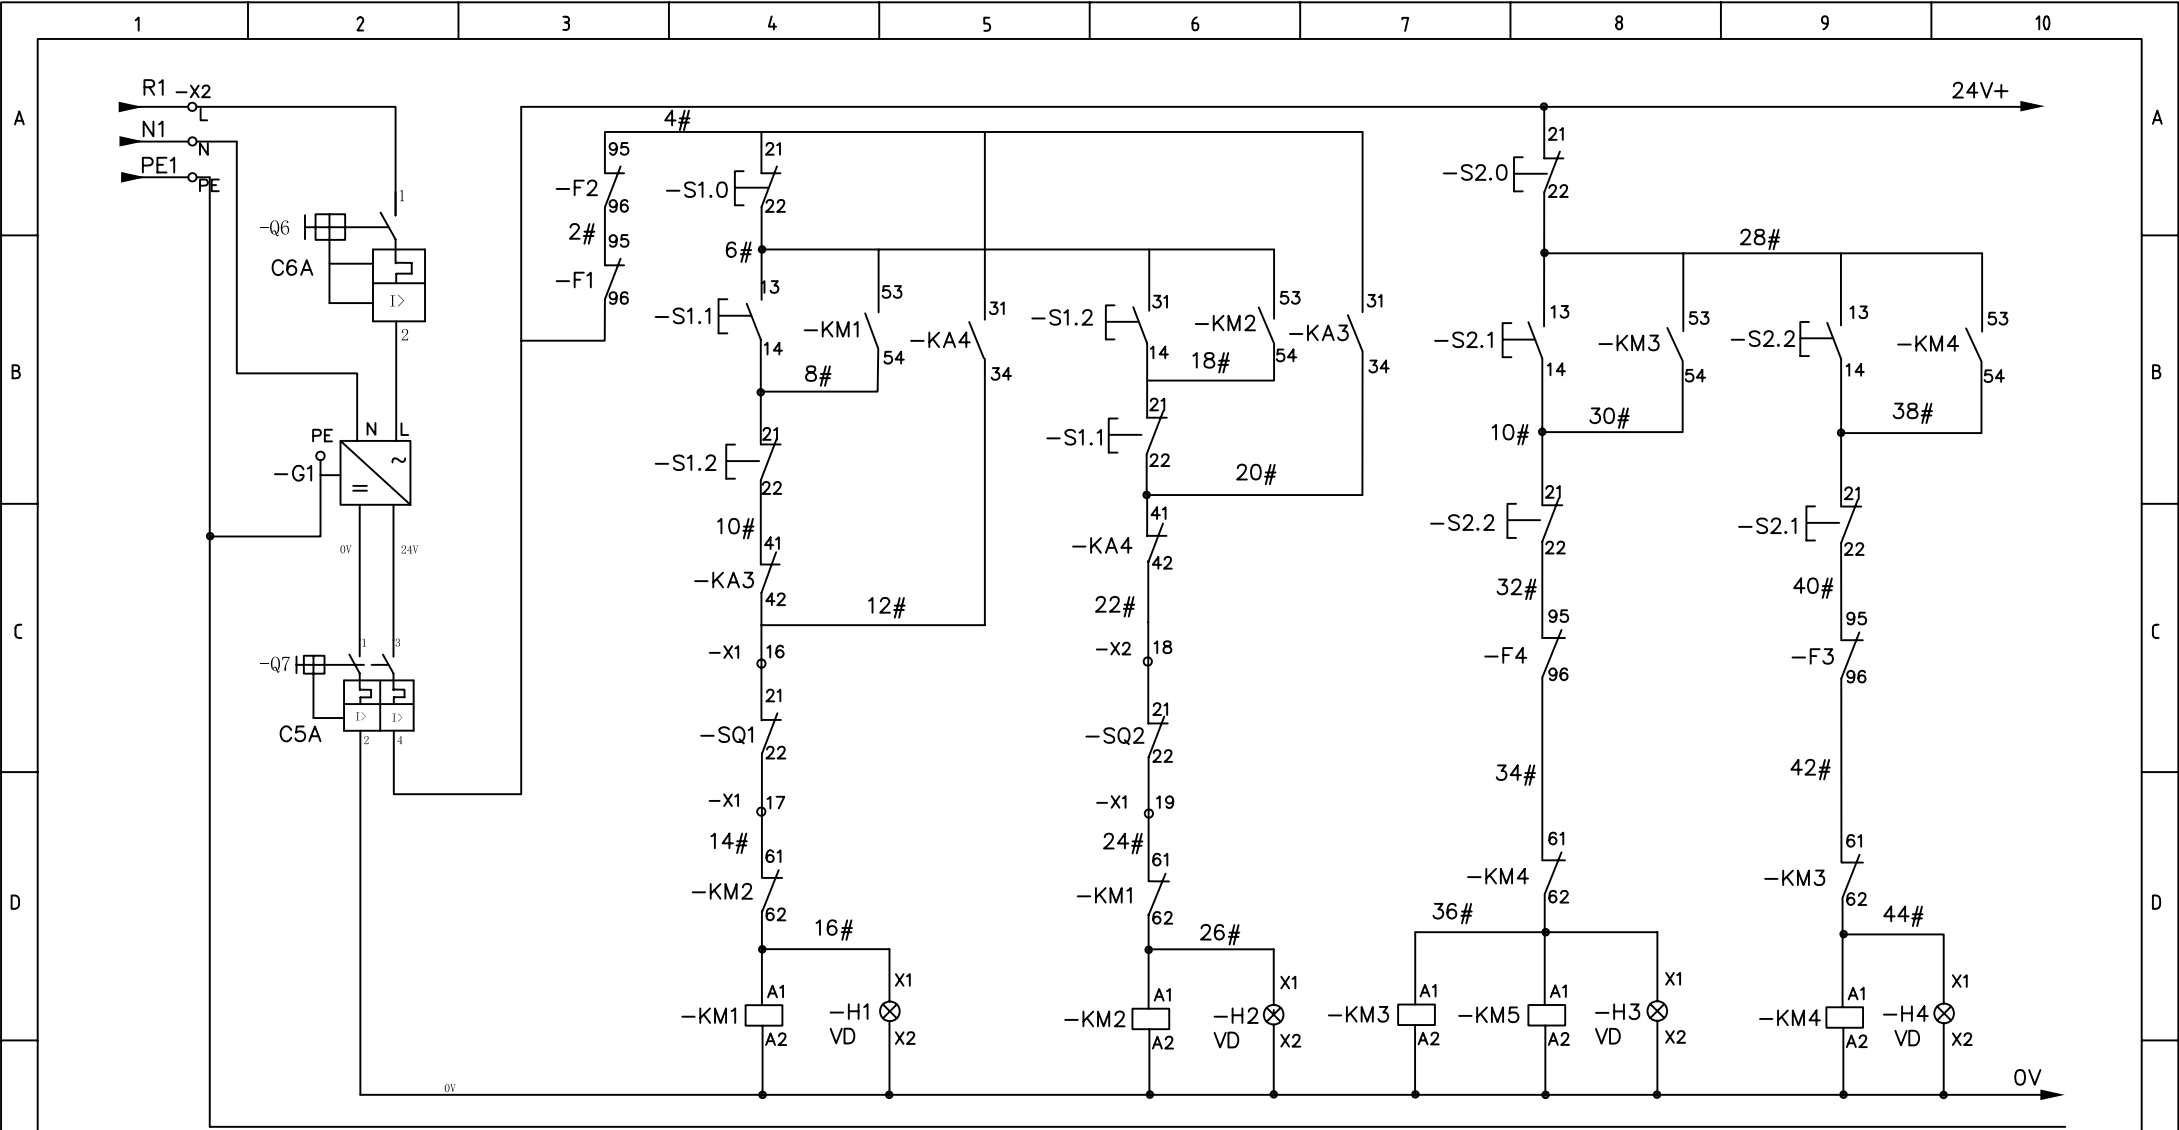 1 2 3 4 5 6 7 8 9 10
A A
B B
C C
D D
R1 -X2
L
N1
N
PE1
PE
24V+
1
-Q6
C6A
I>
2
PE N L
-G1
~
=
0V 24V
1 3
-Q7
I> I>
C5A
2 4
0V
4#
95
-F2
96
2#
95
-F1
96
21
-S1.0
22
6#
13
-S1.1
14
53
-KM1
54
8#
31
-KA4
34
21
-S1.2
22
10#
41
-KA3
42
12#
-X1 16
21
-SQ1
22
-X1 17
14#
61
-KM2
62
16#
A1
-KM1
A2
X1
-H1
VD
X2
31
-S1.2
14
53
-KM2
54
18#
31
-KA3
34
21
-S1.1
22
20#
41
-KA4
42
22#
-X2 18
21
-SQ2
22
-X1 19
24#
61
-KM1
62
26#
A1
-KM2
A2
X1
-H2
VD
X2
21
-S2.0
22
28#
13
-S2.1
14
53
-KM3
54
10#
30#
21
-S2.2
22
32#
95
-F4
96
34#
61
-KM4
62
36#
A1
-KM3
A2
A1
-KM5
A2
X1
-H3
VD
X2
13
-S2.2
14
53
-KM4
54
38#
21
-S2.1
22
40#
95
-F3
96
42#
61
-KM3
62
44#
A1
-KM4
A2
X1
-H4
VD
X2
0V